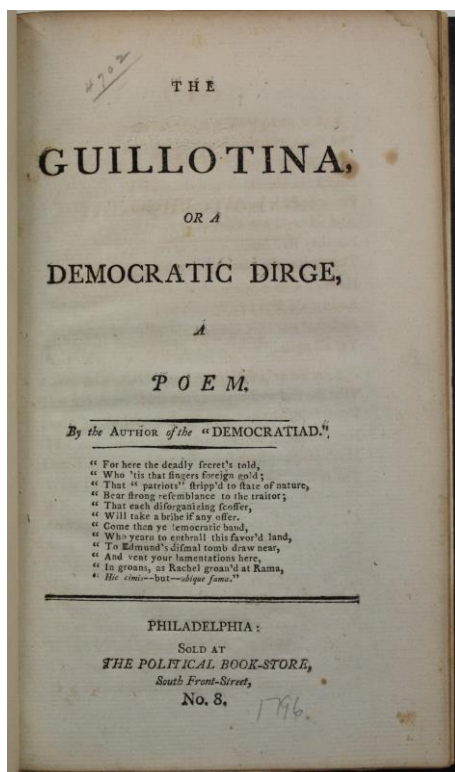 4702
THE
GUILLOTINA,
OR A
DEMOCRATIC DIRGE,
A
POEM.
By the AUTHOR of the "DEMOCRATIAD."
" For here the deadly ſecret's told,
" Who 'tis that fingers foreign gold;
" That " patriots" ſtripp'd to ſtate of nature,
" Bear ſtrong reſemblance to the traitor;
" That each diſorganizing ſcoffer,
" Will take a bribe if any offer.
" Come then ye democratic band,
" Who yearn to enthrall this favor'd land,
" To Edmund's diſmal tomb draw near,
" And vent your lamentations here,
" In groans, as Rachel groan'd at Rama,
" Hic cimis--but--ubique fama."
PHILADELPHIA:
SOLD AT
THE POLITICAL BOOK-STORE,
South Front-Street,
No. 8.
1796.